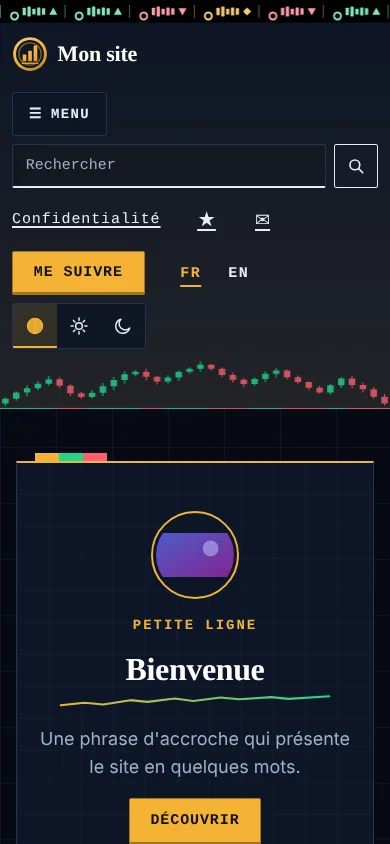 Mon site
☰ MENU
Rechercher
Confidentialité ★ ✉
ME SUIVRE FR EN
PETITE LIGNE
Bienvenue
Une phrase d'accroche qui présente
le site en quelques mots.
DÉCOUVRIR